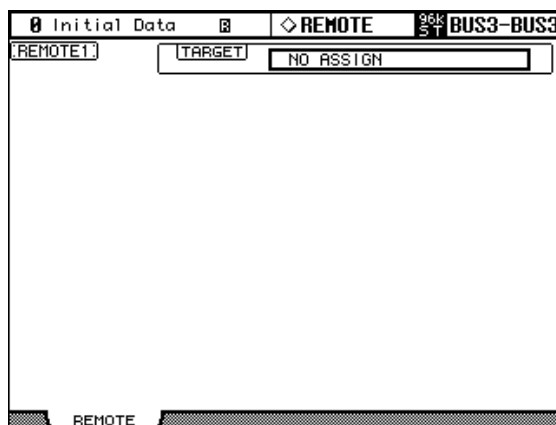 0 Initial Data R ◇REMOTE 96k ST BUS3-BUS3
REMOTE1 TARGET NO ASSIGN
REMOTE